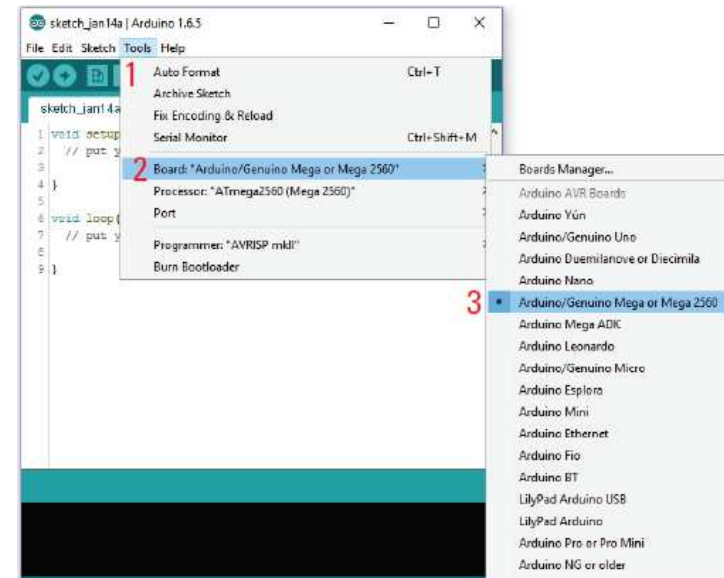 sketch_jan14a | Arduino 1.6.5
File Edit Sketch Tools Help
1
Auto Format Ctrl+T
Archive Sketch
Fix Encoding & Reload
Serial Monitor Ctrl+Shift+M
2
Board: "Arduino/Genuino Mega or Mega 2560"
Processor: "ATmega2560 (Mega 2560)"
Port
Programmer: "AVRISP mkII"
Burn Bootloader
sketch_jan14a
1 void setup
2 // put y
3
4 }
5
6 void loop(
7 // put y
8
9 }
Boards Manager...
Arduino AVR Boards
Arduino Yún
Arduino/Genuino Uno
Arduino Duemilanove or Diecimila
Arduino Nano
3
Arduino/Genuino Mega or Mega 2560
Arduino Mega ADK
Arduino Leonardo
Arduino/Genuino Micro
Arduino Esplora
Arduino Mini
Arduino Ethernet
Arduino Fio
Arduino BT
LilyPad Arduino USB
LilyPad Arduino
Arduino Pro or Pro Mini
Arduino NG or older